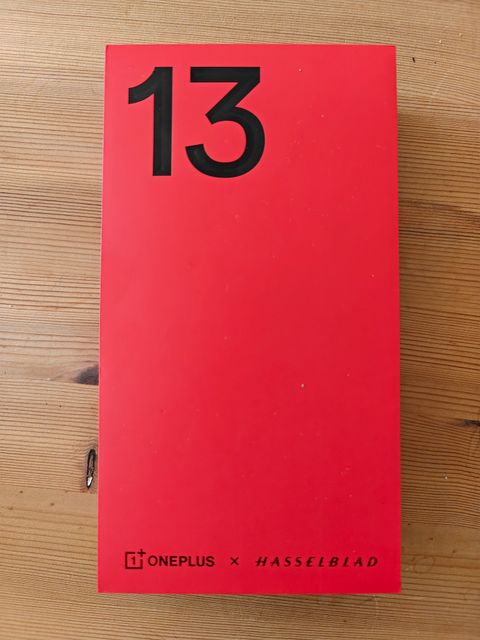 13
1+ ONEPLUS × HASSELBLAD